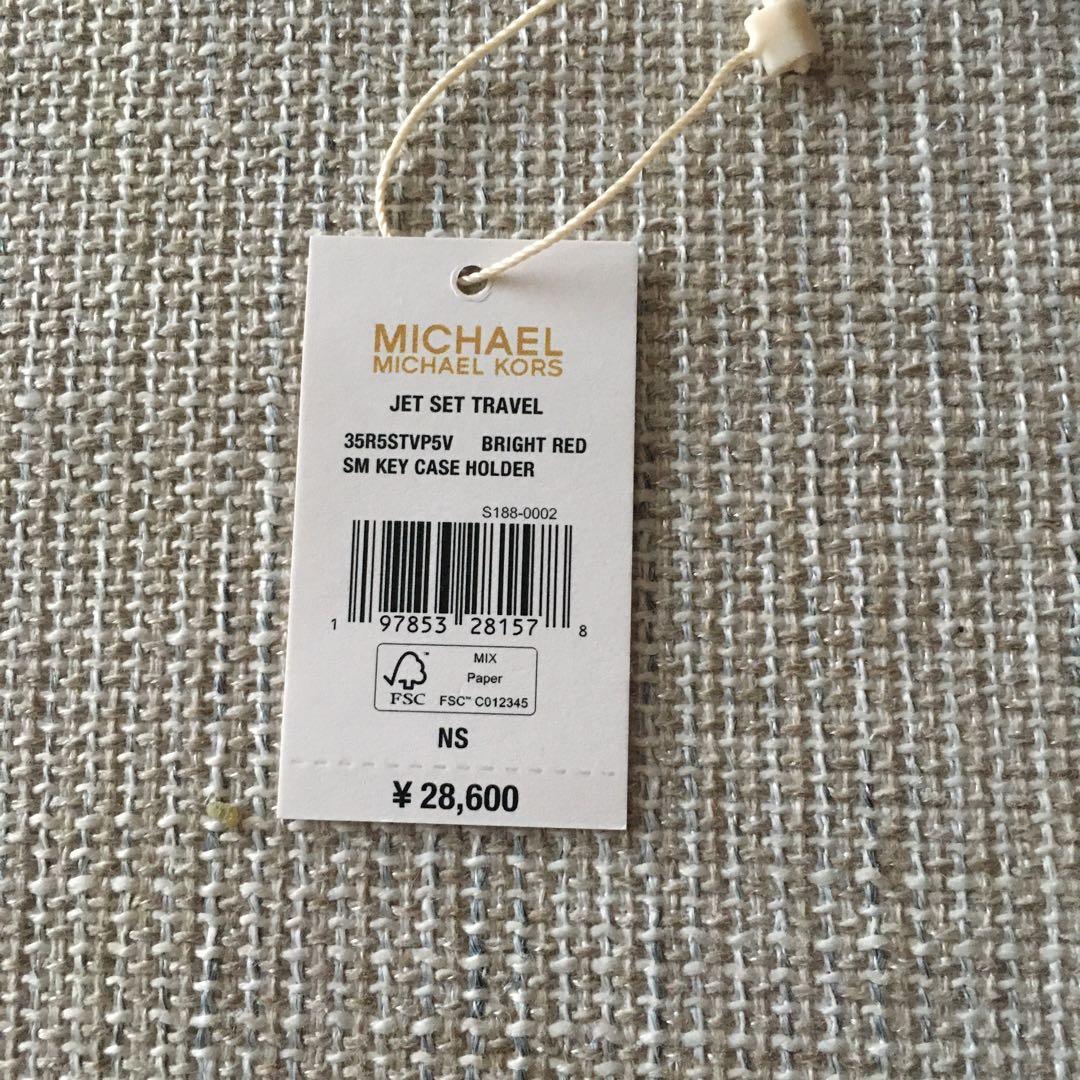 MICHAEL
MICHAEL KORS
JET SET TRAVEL
35R5STVP5V BRIGHT RED
SM KEY CASE HOLDER
S188-0002
1 97853 28157 8
FSC
MIX
Paper
FSC™ C012345
NS
¥ 28,600